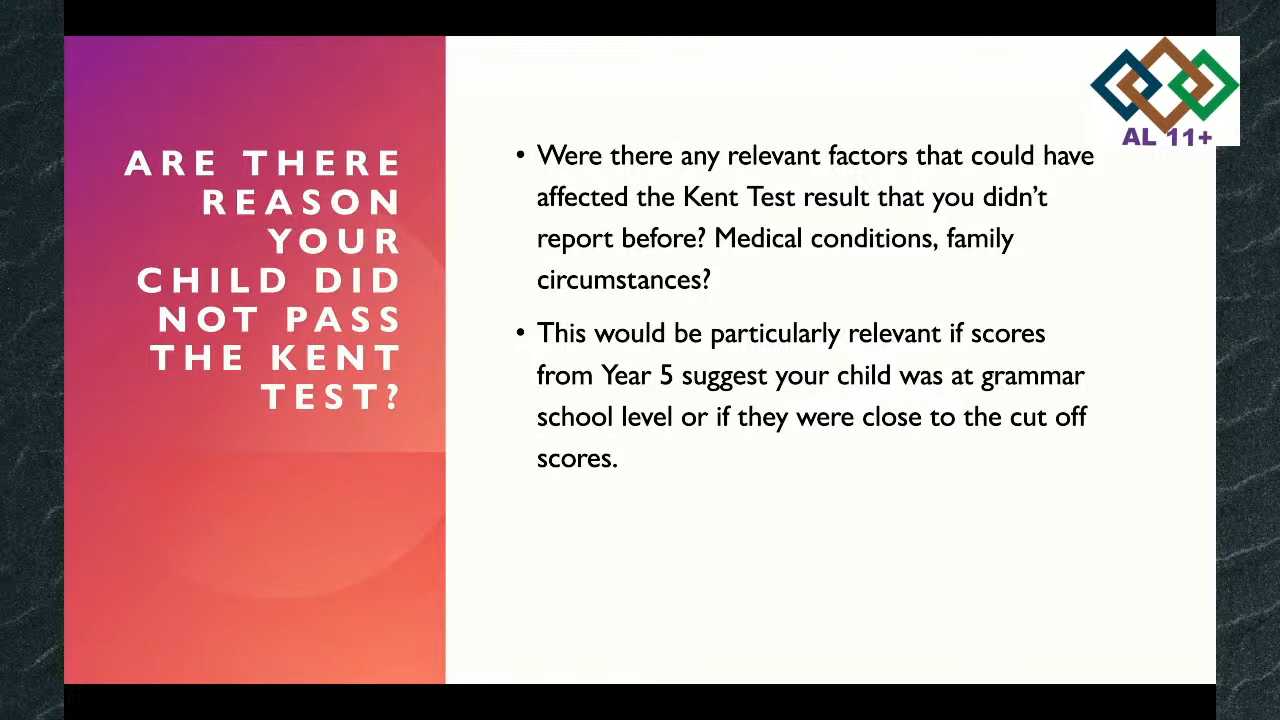 ARE THERE
REASON
YOUR
CHILD DID
NOT PASS
THE KENT
TEST?
• Were there any relevant factors that could have
affected the Kent Test result that you didn't
report before? Medical conditions, family
circumstances?
• This would be particularly relevant if scores
from Year 5 suggest your child was at grammar
school level or if they were close to the cut off
scores.
AL 11+